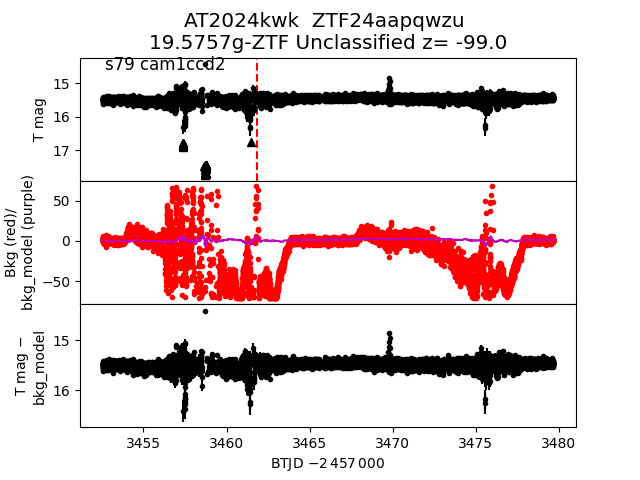 AT2024kwk  ZTF24aapqwzu
19.5757g-ZTF Unclassified z= -99.0
s79 cam1ccd2
T mag
15
16
17
Bkg (red)/
bkg_model (purple)
50
0
−50
T mag −
bkg_model
15
16
3455
3460
3465
3470
3475
3480
BTJD −2 457 000